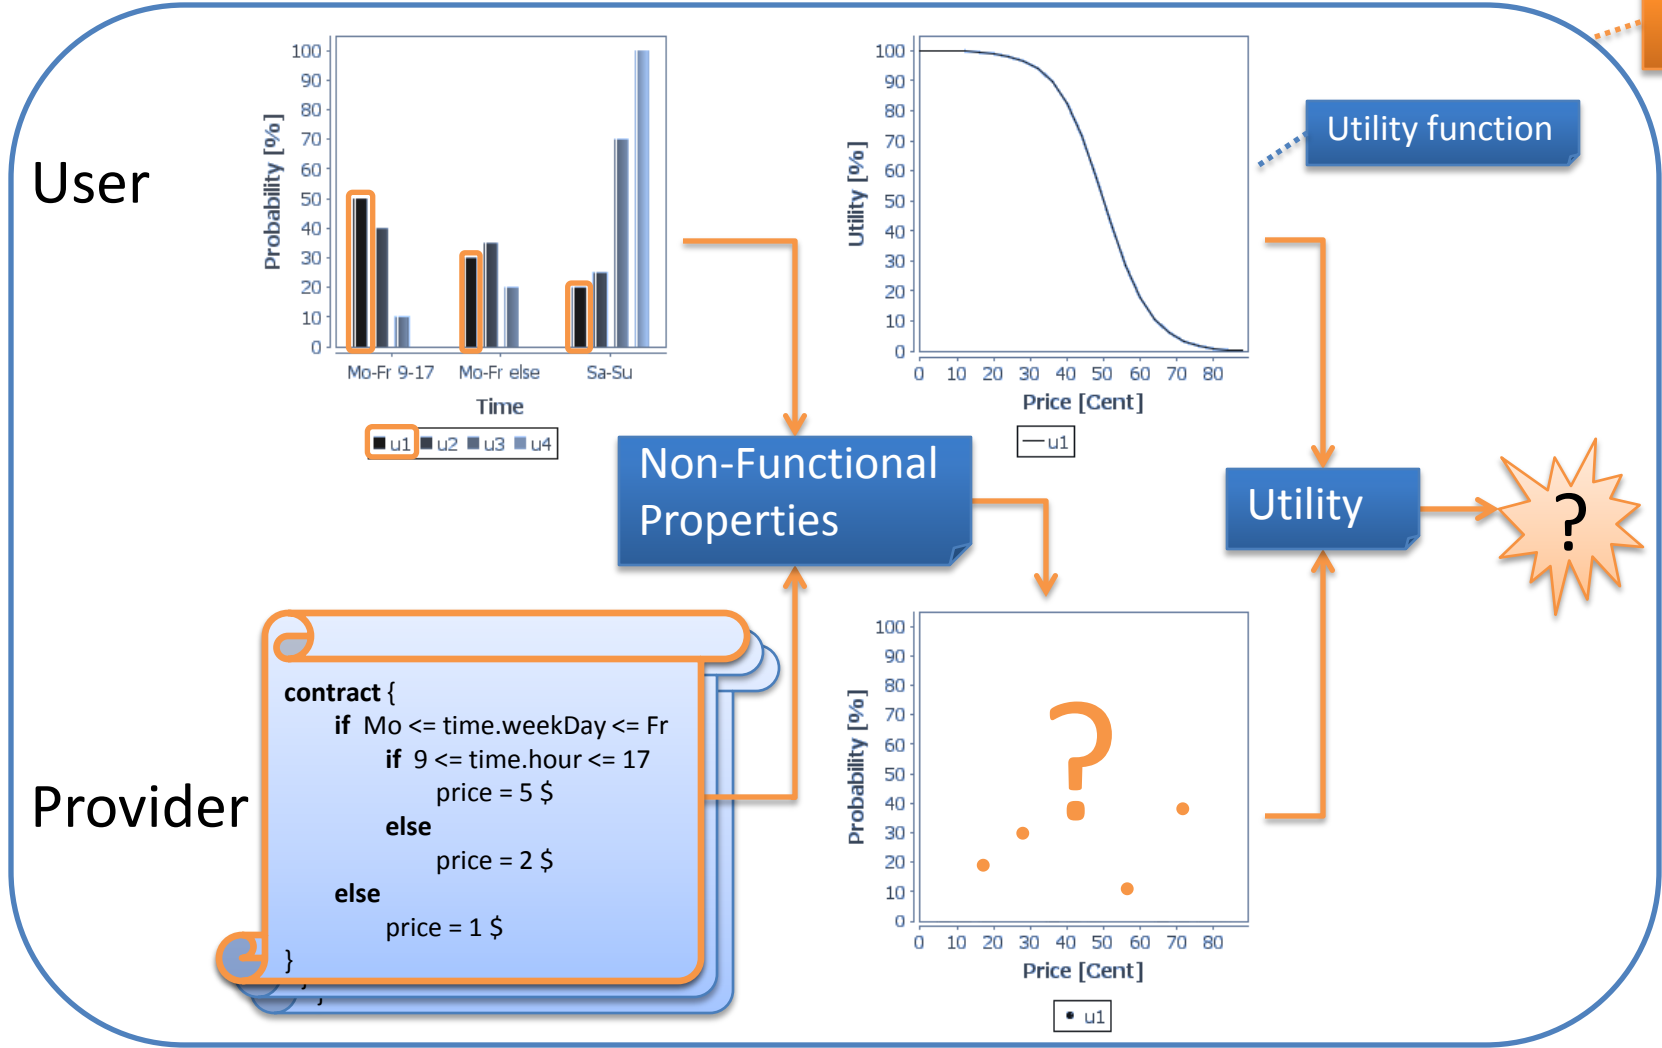 User
100
90
80
70
60
50
40
30
20
10
0
Probability [%]
Mo-Fr 9-17 Mo-Fr else Sa-Su
Time
u1 u2 u3 u4
100
90
80
70
60
50
40
30
20
10
0
Utility [%]
0 10 20 30 40 50 60 70 80
Price [Cent]
u1
Utility function
Non-Functional
Properties
Utility
?
Provider
contract {
if Mo <= time.weekDay <= Fr
if 9 <= time.hour <= 17
price = 5 $
else
price = 2 $
else
price = 1 $
}
}
}
100
90
80
70
60
50
40
30
20
10
0
Probability [%]
?
0 10 20 30 40 50 60 70 80
Price [Cent]
u1